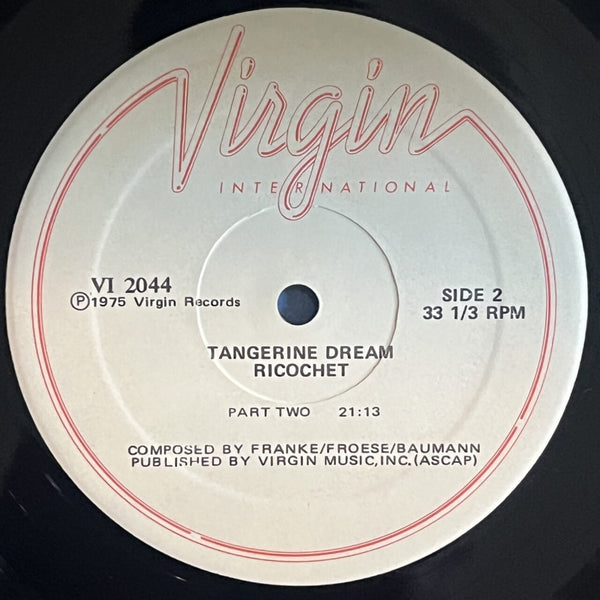 Virgin
INTERNATIONAL
VI 2044
Ⓟ1975 Virgin Records
SIDE 2
33 1/3 RPM
TANGERINE DREAM
RICOCHET
PART TWO 21:13
COMPOSED BY FRANKE/FROESE/BAUMANN
PUBLISHED BY VIRGIN MUSIC,INC.(ASCAP)